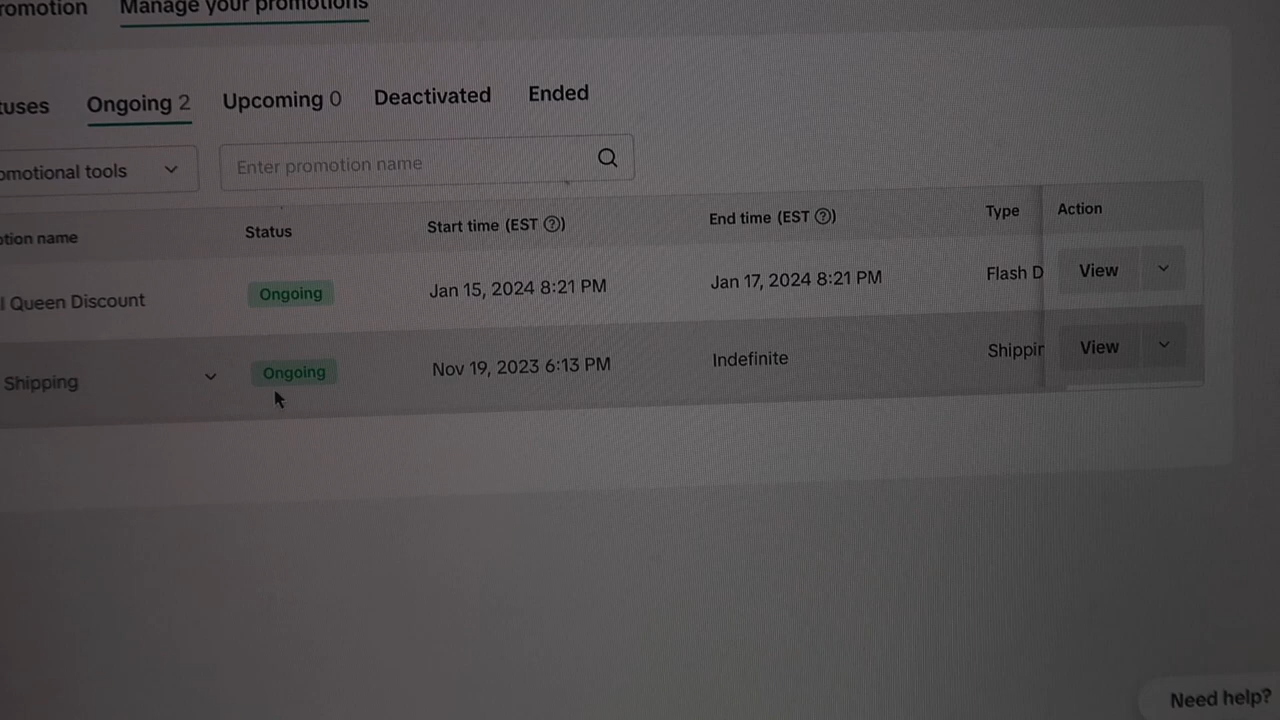 romotion Manage your promotions
tuses Ongoing 2 Upcoming 0 Deactivated Ended
omotional tools Enter promotion name
otion name Status Start time (EST ?) End time (EST ?) Type Action
l Queen Discount Ongoing Jan 15, 2024 8:21 PM Jan 17, 2024 8:21 PM Flash D View
Shipping Ongoing Nov 19, 2023 6:13 PM Indefinite Shippin View
Need help?